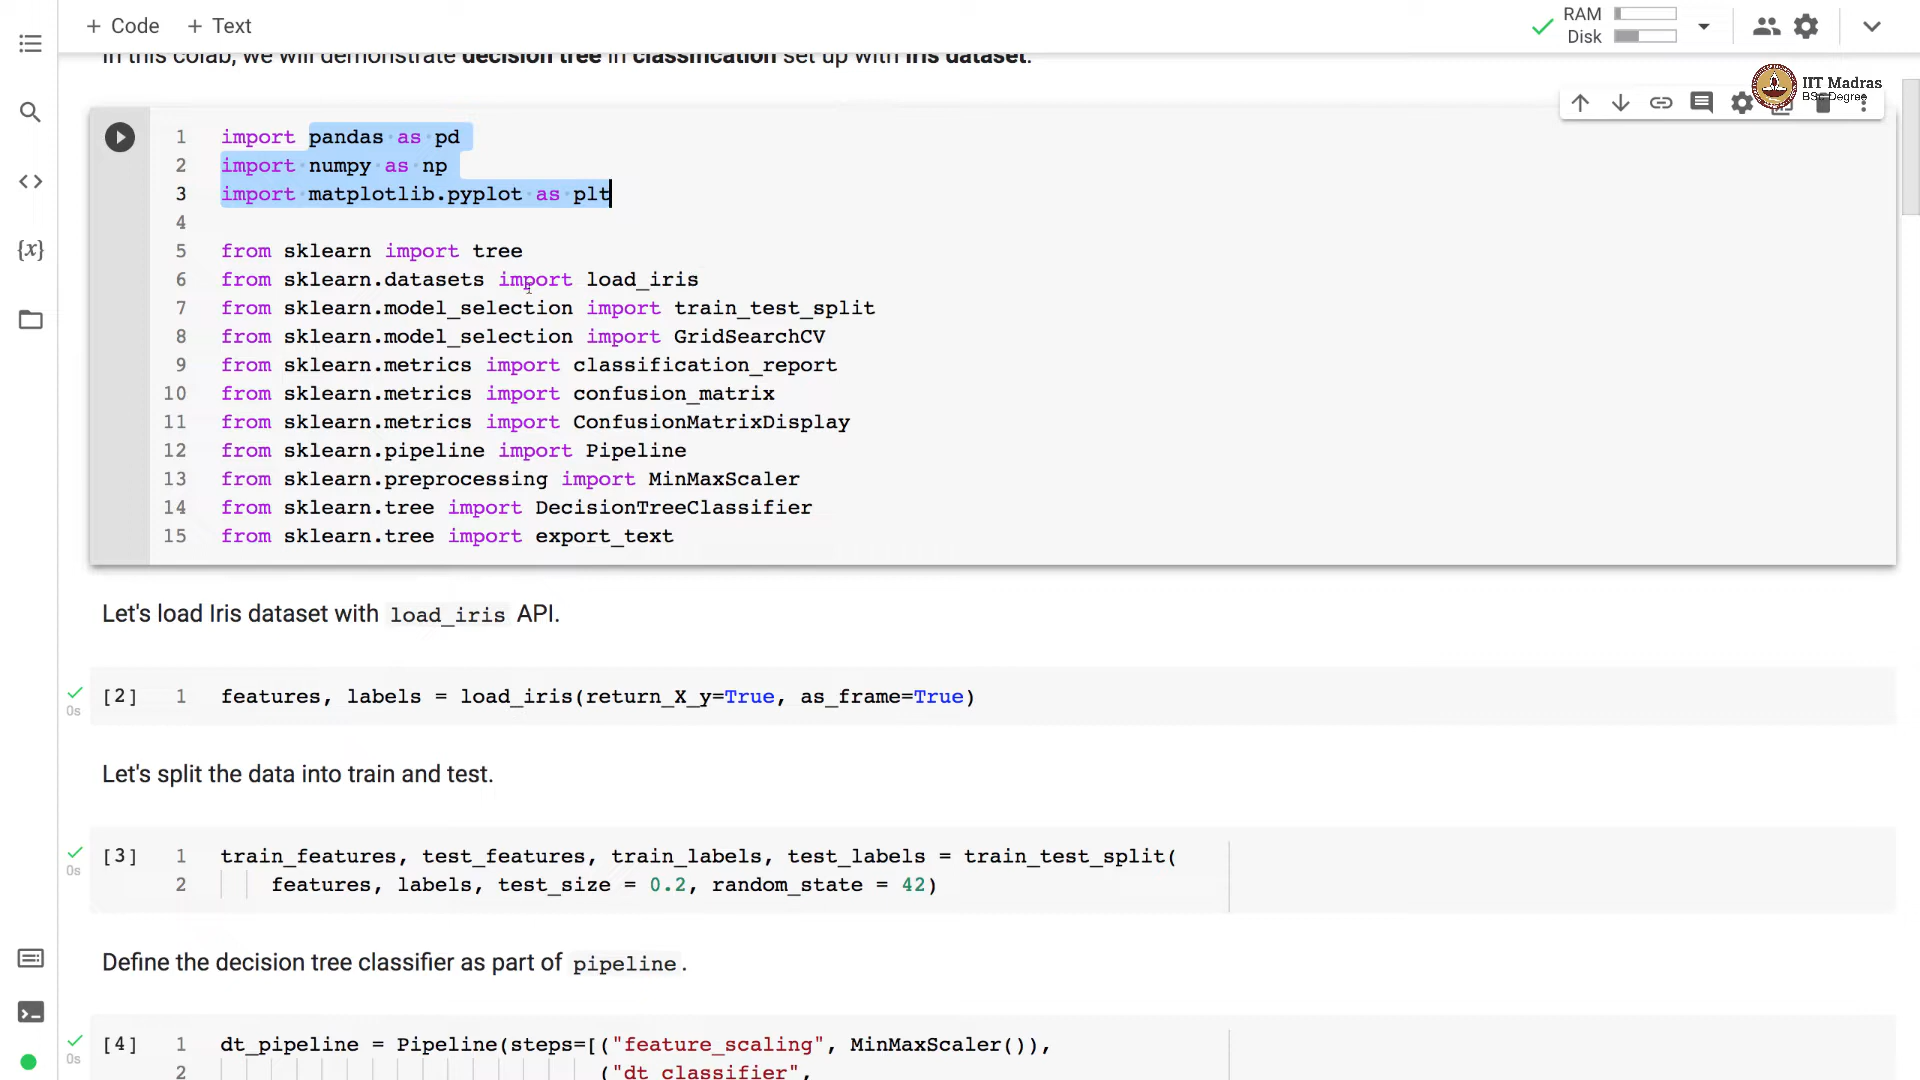 + Code + Text
RAM
Disk
In this colab, we will demonstrate decision tree in classification set up with Iris dataset.
IIT Madras
BSc Degree
1 import pandas as pd
2 import numpy as np
3 import matplotlib.pyplot as plt
4
5 from sklearn import tree
6 from sklearn.datasets import load_iris
7 from sklearn.model_selection import train_test_split
8 from sklearn.model_selection import GridSearchCV
9 from sklearn.metrics import classification_report
10 from sklearn.metrics import confusion_matrix
11 from sklearn.metrics import ConfusionMatrixDisplay
12 from sklearn.pipeline import Pipeline
13 from sklearn.preprocessing import MinMaxScaler
14 from sklearn.tree import DecisionTreeClassifier
15 from sklearn.tree import export_text
Let's load Iris dataset with load_iris API.
[2] 1 features, labels = load_iris(return_X_y=True, as_frame=True)
0s
Let's split the data into train and test.
[3] 1 train_features, test_features, train_labels, test_labels = train_test_split(
0s 2 features, labels, test_size = 0.2, random_state = 42)
Define the decision tree classifier as part of pipeline.
[4] 1 dt_pipeline = Pipeline(steps=[("feature_scaling", MinMaxScaler()),
0s 2 ("dt_classifier",